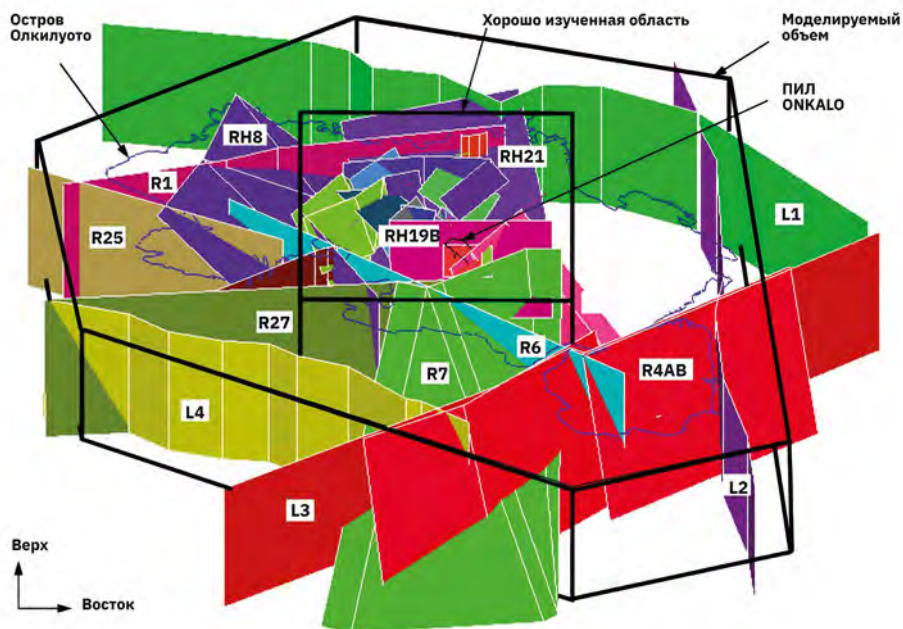 Остров
Олкилуото
Хорошо изученная область
Моделируемый
объем
ПИЛ
ONKALO
RH8
RH21
R1
L1
R25
RH19B
R27
R6
R7
R4AB
L4
L2
L3
Верх
Восток